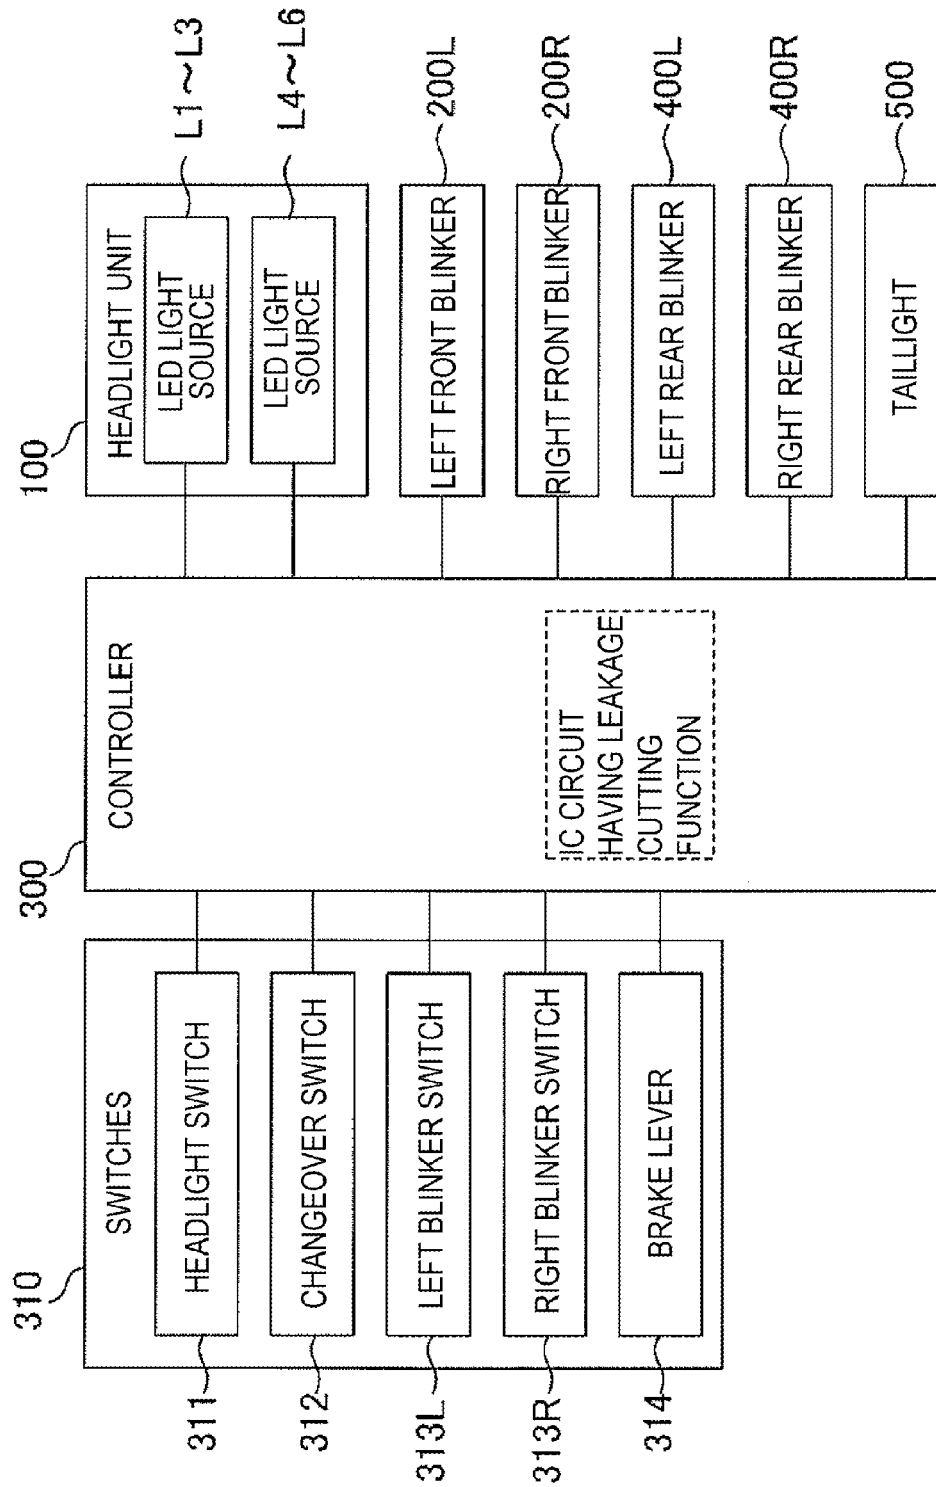 310
SWITCHES
311
HEADLIGHT SWITCH
312
CHANGEOVER SWITCH
313L
LEFT BLINKER SWITCH
313R
RIGHT BLINKER SWITCH
314
BRAKE LEVER
300
CONTROLLER
IC CIRCUIT
HAVING LEAKAGE
CUTTING
FUNCTION
100
HEADLIGHT UNIT
LED LIGHT
SOURCE
L1~L3
LED LIGHT
SOURCE
L4~L6
LEFT FRONT BLINKER
200L
RIGHT FRONT BLINKER
200R
LEFT REAR BLINKER
400L
RIGHT REAR BLINKER
400R
TAILLIGHT
500